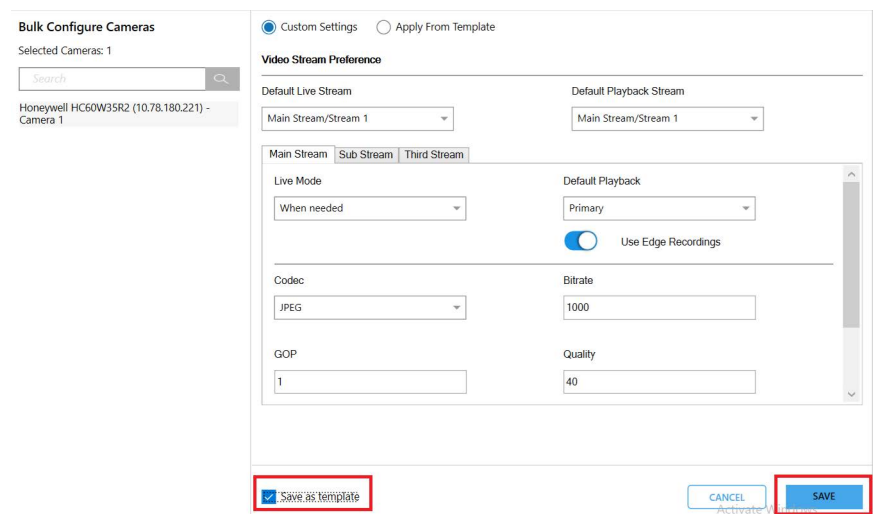 Bulk Configure Cameras
Selected Cameras: 1
Search
Honeywell HC60W35R2 (10.78.180.221) -
Camera 1
Custom Settings Apply From Template
Video Stream Preference
Default Live Stream Default Playback Stream
Main Stream/Stream 1 Main Stream/Stream 1
Main Stream Sub Stream Third Stream
Live Mode Default Playback
When needed Primary
Use Edge Recordings
Codec Bitrate
JPEG 1000
GOP Quality
1 40
Save as template CANCEL SAVE
Activate Windows